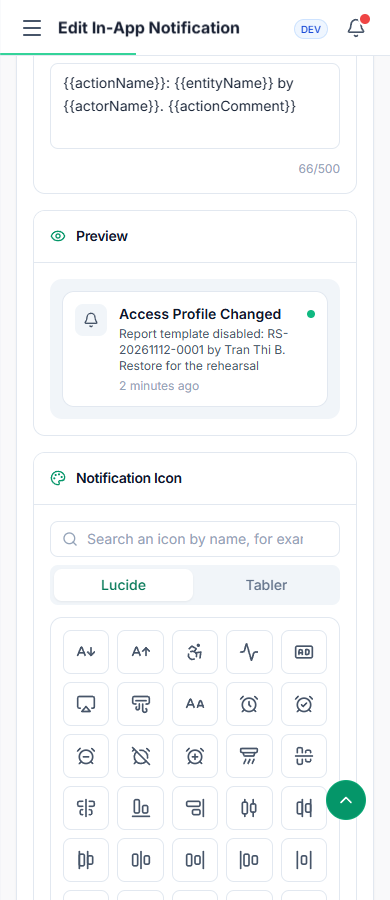 Edit In-App Notification
DEV
{{actionName}}: {{entityName}} by
{{actorName}}. {{actionComment}}
66/500
Preview
Access Profile Changed
Report template disabled: RS-
20261112-0001 by Tran Thi B.
Restore for the rehearsal
2 minutes ago
Notification Icon
Search an icon by name, for exar
Lucide
Tabler